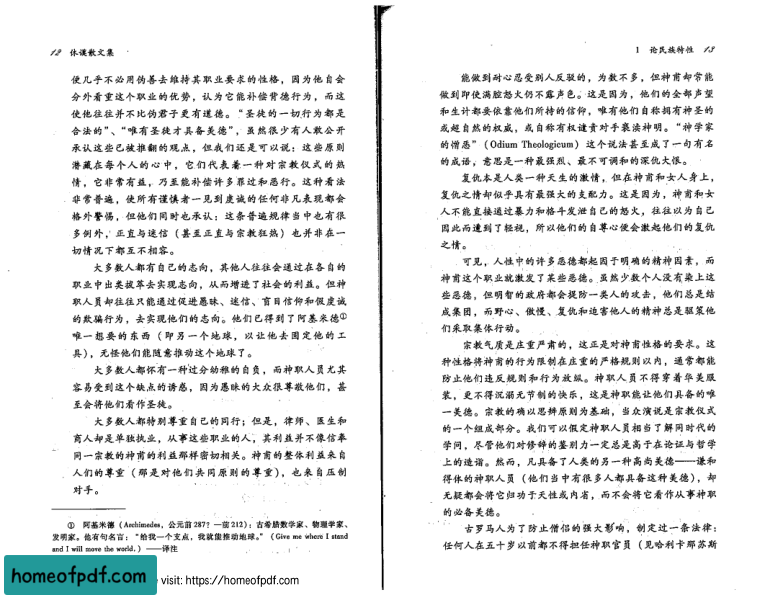 12 休谟散文集
使几乎不必用伪善去维持其职业要求的性格,因为他自会
分外看重这个职业的优势,认为它能补偿背德行为,而这
使他往往并不比伪君子更有道德。“圣徒的一切行为都是
合法的”、“唯有圣徒才具备美德”,虽然很少有人敢公开
承认这些已被推翻的观点,但我们还是可以说:这些原则
潜藏在每个人的心中,它们代表着一种对宗教仪式的热
情,它非常有益,乃至能补偿许多罪过和恶行。这种看法
非常普遍,使所有谨慎者一见到虔诚的任何非凡表现都会
格外警惕,但他们同时也承认:这条普遍规律当中也有很
多例外,正直与迷信(甚至正直与宗教狂热)也并非在一
切情况下都互不相容。
大多数人都有自己的志向,其他人往往会通过在各自的
职业中出类拔萃去实现志向,从而增进了社会的利益。但神
职人员却往往只能通过促进愚昧、迷信、盲目信仰和假虔诚
的欺骗行为,去实现他们的志向。他们已得到了阿基米德①
唯一想要的东西(即另一个地球,以让他去固定他的工
具),无怪他们能随意推动这个地球了。
大多数人都怀有一种过分幼稚的自负,而神职人员尤其
容易受到这个缺点的诱惑,因为愚昧的大众很尊敬他们,甚
至会将他们看作圣徒。
大多数人都特别尊重自己的同行;但是,律师、医生和
商人却是单独执业,从事这些职业的人,其利益并不像信奉
同一宗教的神甫的利益那样密切相关。神甫的整体利益来自
人们的尊重(那是对他们共同原则的尊重),也来自压制
对手。
① 阿基米德(Archimedes,公元前287?—前212):古希腊数学家、物理学家、
发明家。他有句名言:“给我一个支点,我就能推动地球。”(Give me where I stand
and I will move the world.)——译注
1 论民族特性 13
能做到耐心忍受别人反驳的,为数不多,但神甫却常能
做到即使满腔怒火仍不露声色。这是因为,他们的全部声望
和生计都要依靠他们所持的信仰,唯有他们自称拥有神圣的
或超自然的权威,或自称有权谴责对手亵渎神明。“神学家
的憎恶”(Odium Theologicum)这个说法甚至成了一句有名
的成语,意思是一种最强烈、最不可调和的深仇大恨。
复仇本是人类一种天生的激情,但在神甫和女人身上,
复仇之情却似乎具有最强大的支配力。这是因为,神甫和女
人不能直接通过暴力和格斗发泄自己的怒火,往往以为自己
因此而遭到了轻视,所以他们的自尊心便会激起他们的复仇
之情。
可见,人性中的许多恶德都起因于明确的精神因素,而
神甫这个职业就激发了某些恶德。虽然少数个人没有染上这
些恶德,但明智的政府都会提防一类人的攻击,他们总是结
成集团,而野心、傲慢、复仇和迫害他人的精神总是驱策他
们采取集体行动。
宗教气质是庄重严肃的,这正是对神甫性格的要求。这
种性格将神甫的行为限制在庄重的严格规则以内,通常都能
防止他们违反规则和行为放纵。神职人员不得穿着华美服
装,更不得沉溺无节制的快乐,这是神职能让他们具备的唯
一美德。宗教的确以思辨原则为基础,当众演说是宗教仪式
的一个组成部分。我们可以假定神职人员相当了解同时代的
学问,尽管他们对修辞的鉴别力一定总是高于在论证与哲学
上的造诣。然而,凡具备了人类的另一种高尚美德——谦和
得体的神职人员(他们当中有很多人都具备这种美德),却
无疑都会将它归功于天性或内省,而不会将它看作从事神职
的必备美德。
古罗马人为了防止僧侣的强大影响,制定过一条法律:
任何人在五十岁以前都不得担任神职官员(见哈利卡那苏斯
homeofpdf.com
visit: https://homeofpdf.com